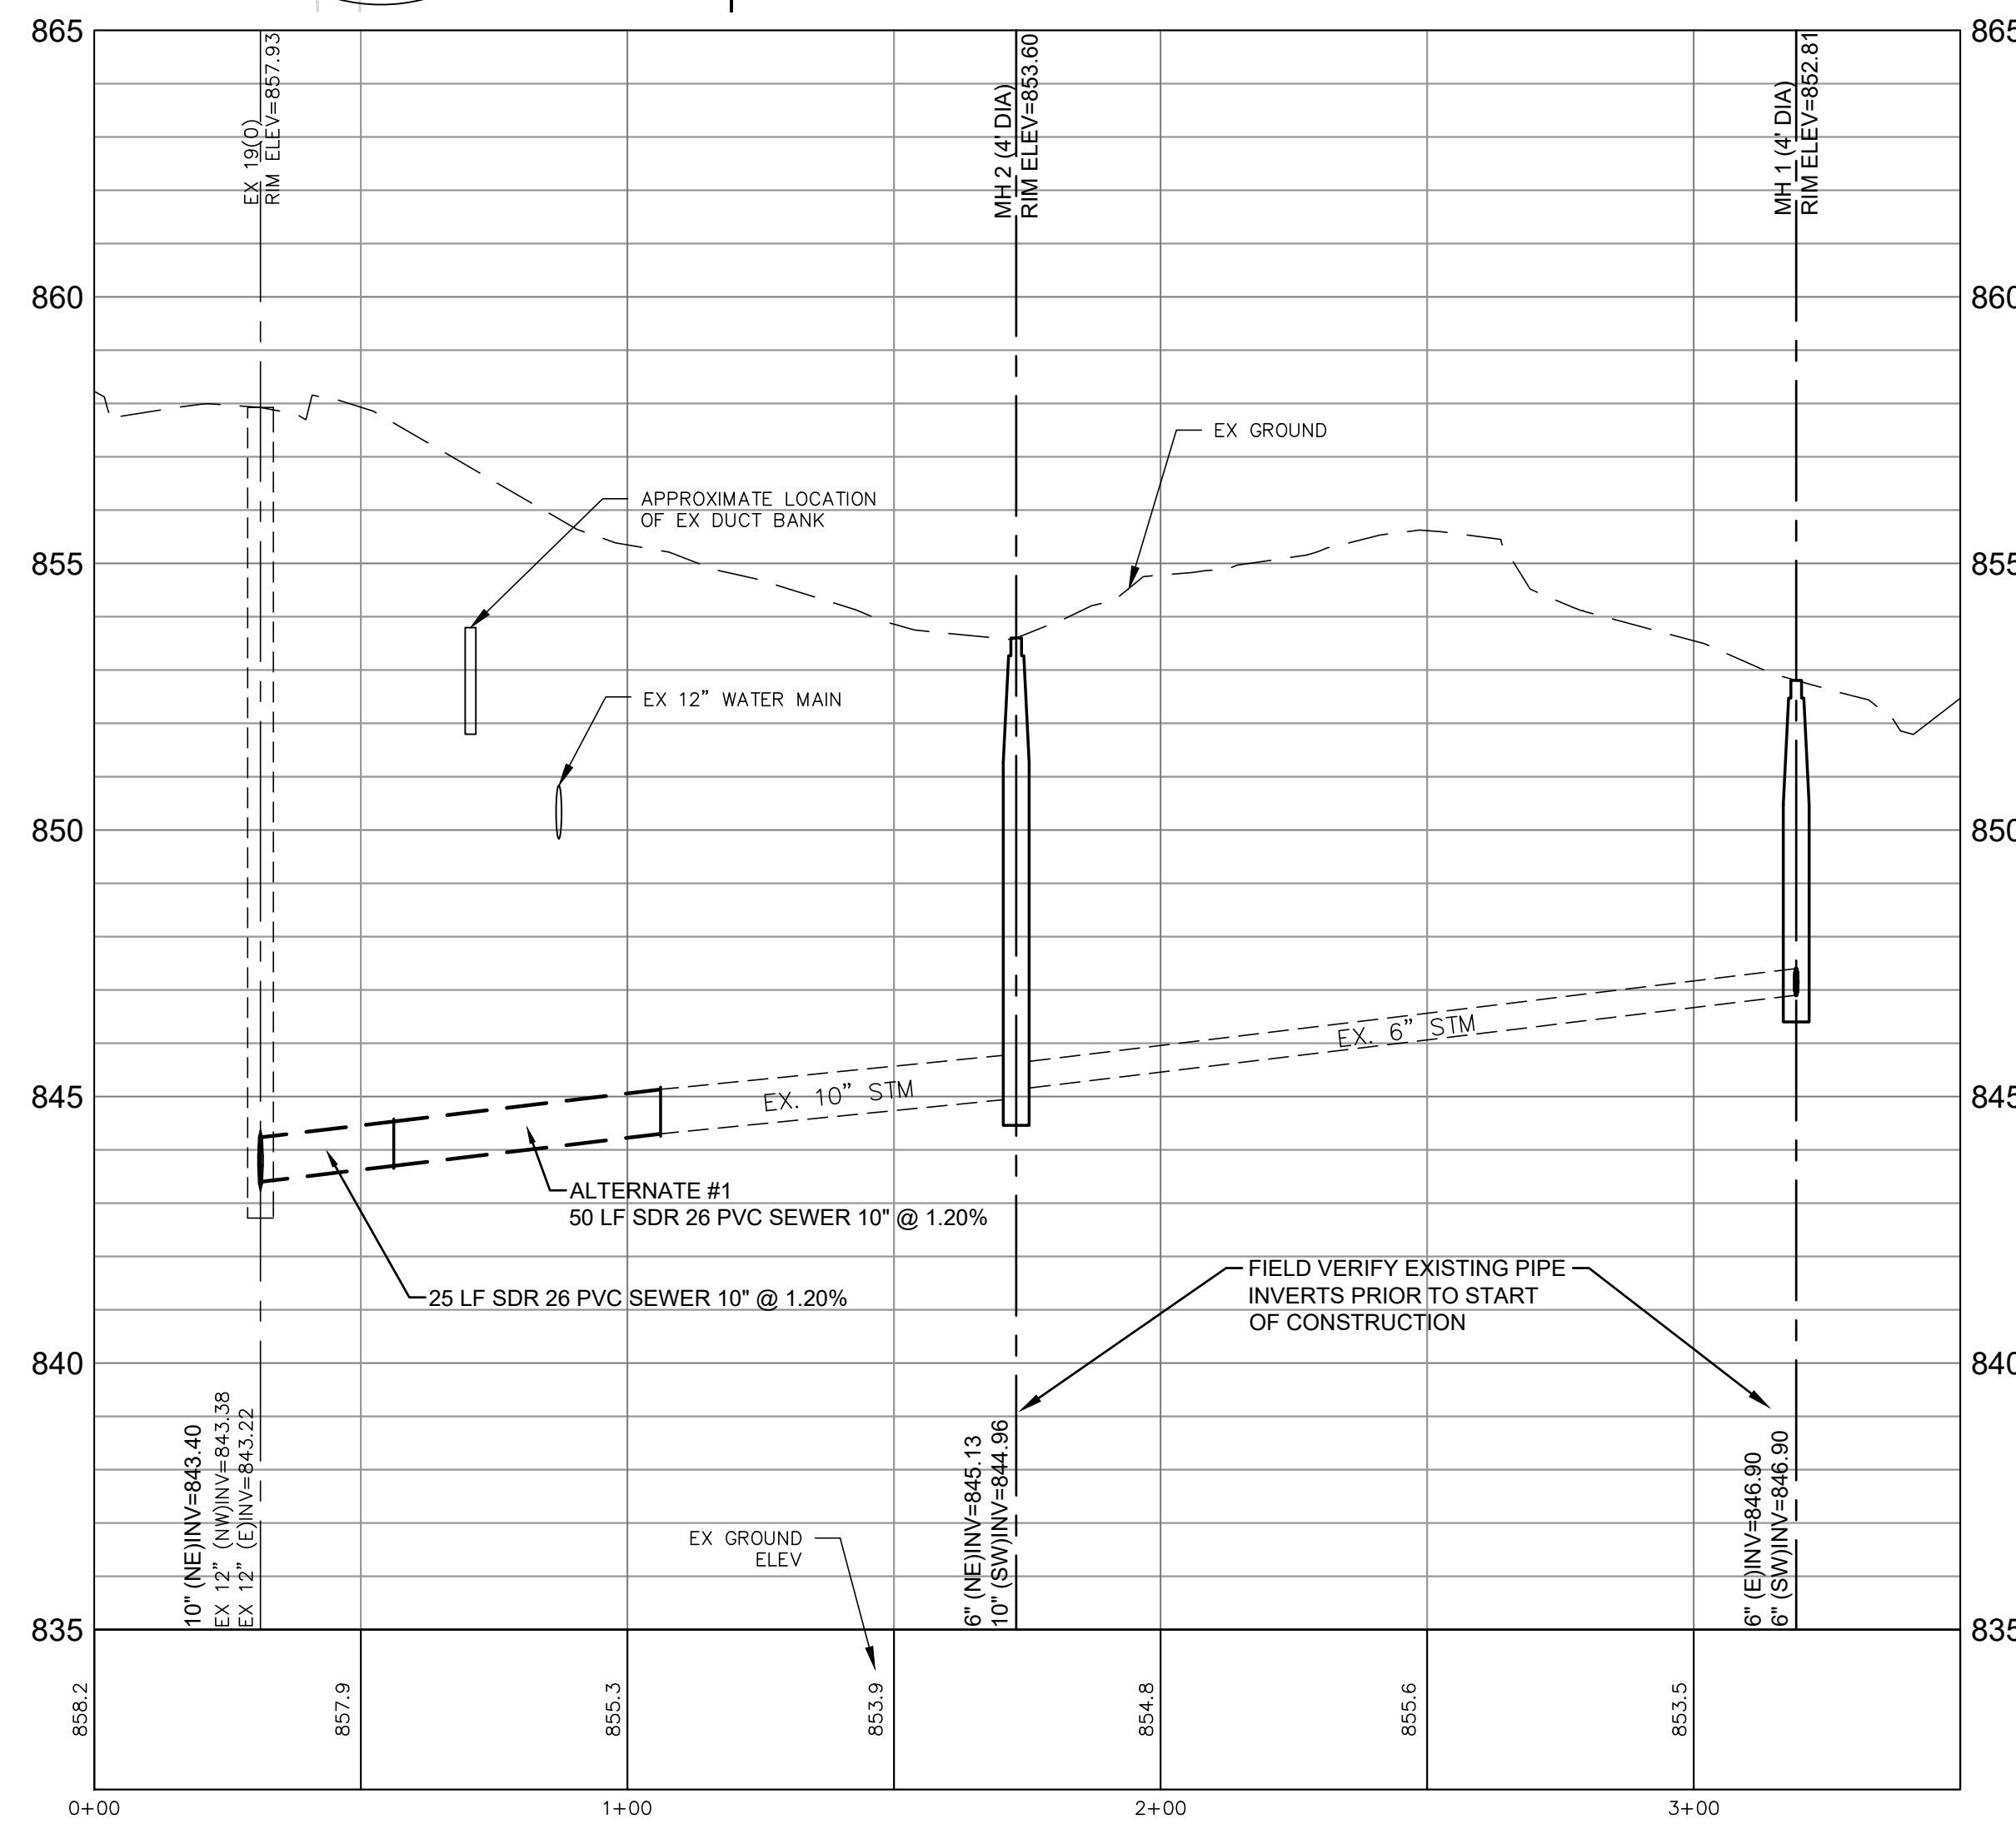 865
865
EX 19(0)
RIM ELEV=857.93
MH 2 (4' DIA)
RIM ELEV=853.60
MH 1 (4' DIA)
RIM ELEV=852.81
860
860
EX GROUND
APPROXIMATE LOCATION
OF EX DUCT BANK
855
855
EX 12" WATER MAIN
850
850
EX. 6" STM
EX. 10" STM
845
845
ALTERNATE #1
50 LF SDR 26 PVC SEWER 10" @ 1.20%
25 LF SDR 26 PVC SEWER 10" @ 1.20%
FIELD VERIFY EXISTING PIPE
INVERTS PRIOR TO START
OF CONSTRUCTION
840
840
10" (NE)INV=843.40
EX 12" (NW)INV=843.38
EX 12" (E)INV=843.22
6" (NE)INV=845.13
10" (SW)INV=844.96
6" (E)INV=846.90
6" (SW)INV=846.90
EX GROUND
ELEV
835
835
858.2
857.9
855.3
853.9
854.8
855.6
853.5
0+00
1+00
2+00
3+00